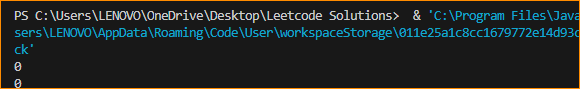 PS C:\Users\LENOVO\OneDrive\Desktop\Leetcode Solutions>  & 'C:\Program Files\Java
sers\LENOVO\AppData\Roaming\Code\User\workspaceStorage\011e25a1c8cc1679772e14d93c
ck'
0
0